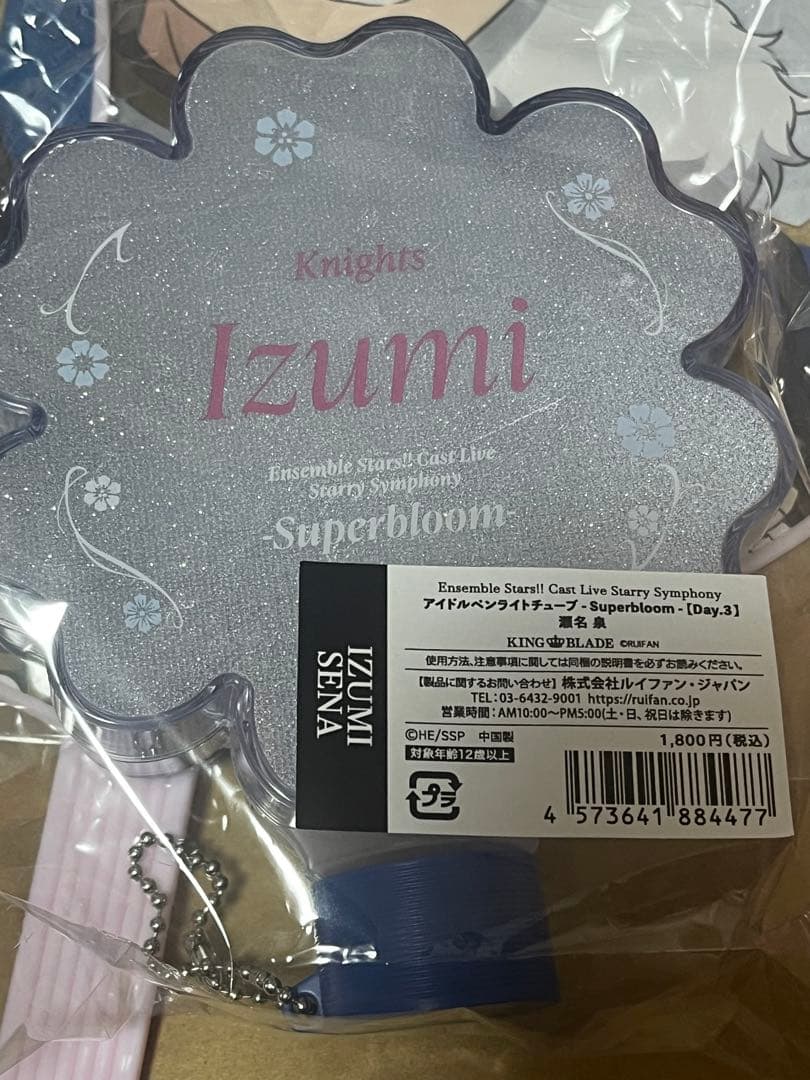 Knights
Izumi
Ensemble Stars!! Cast Live
Starry Symphony
-Superbloom-
IZUMI
SENA
Ensemble Stars!! Cast Live Starry Symphony
アイドルペンライトチューブ - Superbloom -【Day.3】
瀬名 泉
KING BLADE ©RUIFAN
使用方法、注意事項に関しては同梱の説明書を必ずお読みください。
【製品に関するお問い合わせ】株式会社ルイファン・ジャパン
TEL：03-6432-9001 https://ruifan.co.jp
営業時間：AM10:00～PM5:00(土・日、祝日は除きます)
©HE/SSP 中国製
1,800円(税込)
対象年齢12歳以上
プラ
4 573641 884477